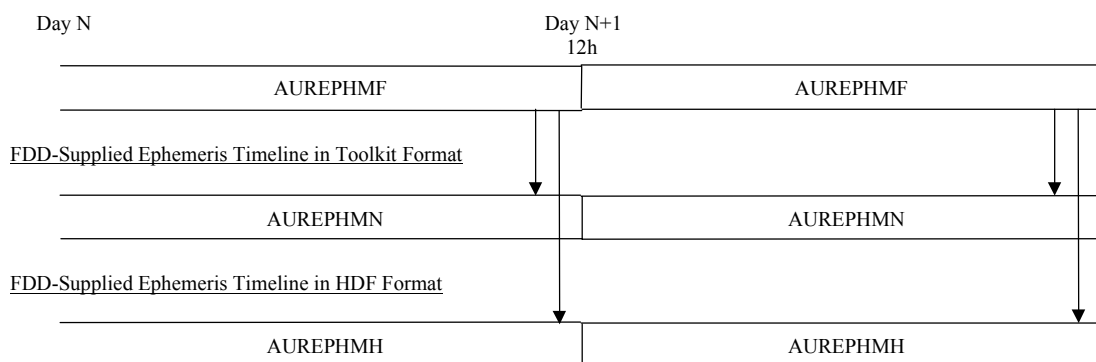 Day N
Day N+1
12h
AUREPHMF AUREPHMF
FDD-Supplied Ephemeris Timeline in Toolkit Format
AUREPHMN AUREPHMN
FDD-Supplied Ephemeris Timeline in HDF Format
AUREPHMH AUREPHMH